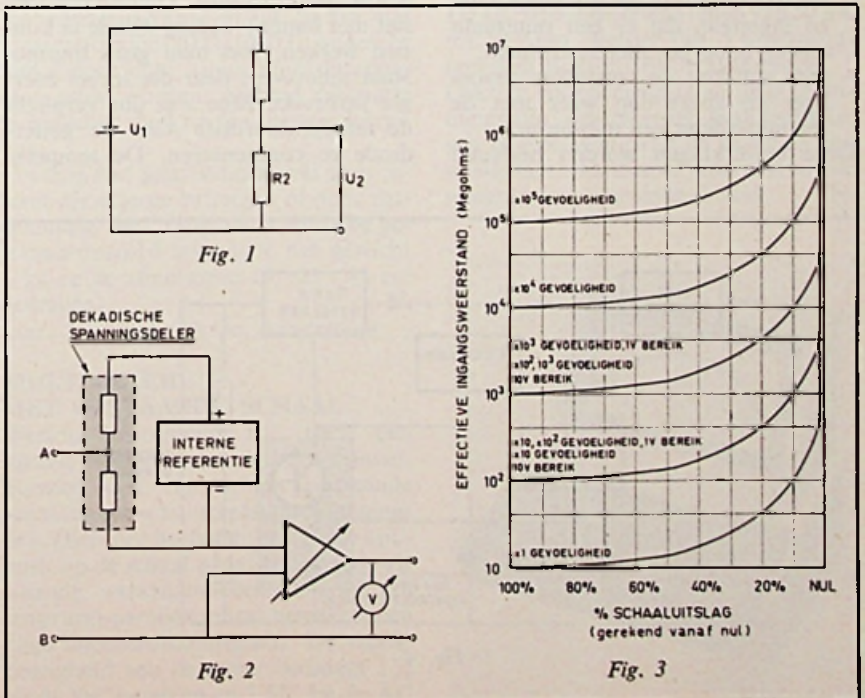 U₁
R2
U₂
Fig. 1
DEKADISCHE
SPANNINGSDELER
A
+
INTERNE
REFERENTIE
−
V
B
Fig. 2
EFFECTIEVE INGANGSWEERSTAND (Megohms)
10⁷
10⁶
10⁵
10⁴
10³
10²
10
x10⁵ GEVOELIGHEID
x10⁴ GEVOELIGHEID
x10³ GEVOELIGHEID, 1V BEREIK
x10², 10³ GEVOELIGHEID
10V BEREIK
x10, x10² GEVOELIGHEID, 1V BEREIK
x10 GEVOELIGHEID
10V BEREIK
x1 GEVOELIGHEID
100% 80% 60% 40% 20% NUL
% SCHAALUITSLAG
(gerekend vanaf nul)
Fig. 3